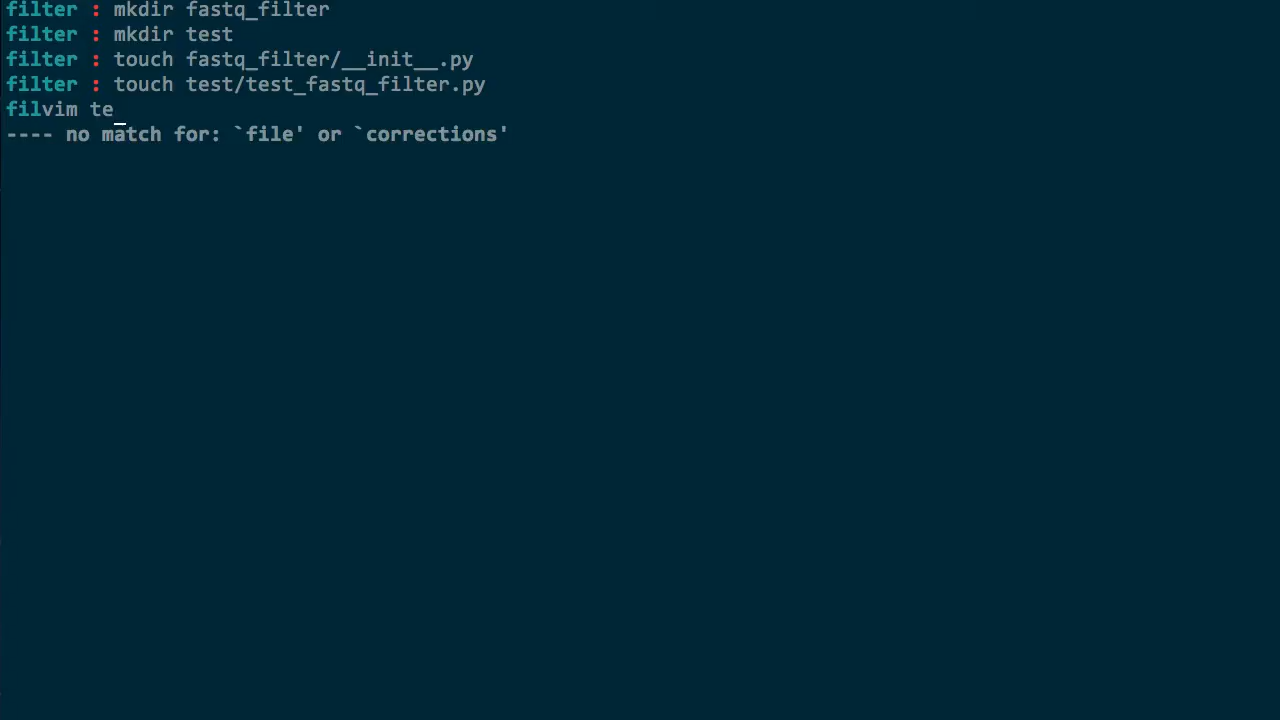 filter : mkdir fastq_filter
filter : mkdir test
filter : touch fastq_filter/__init__.py
filter : touch test/test_fastq_filter.py
filvim te_
---- no match for: `file' or `corrections'